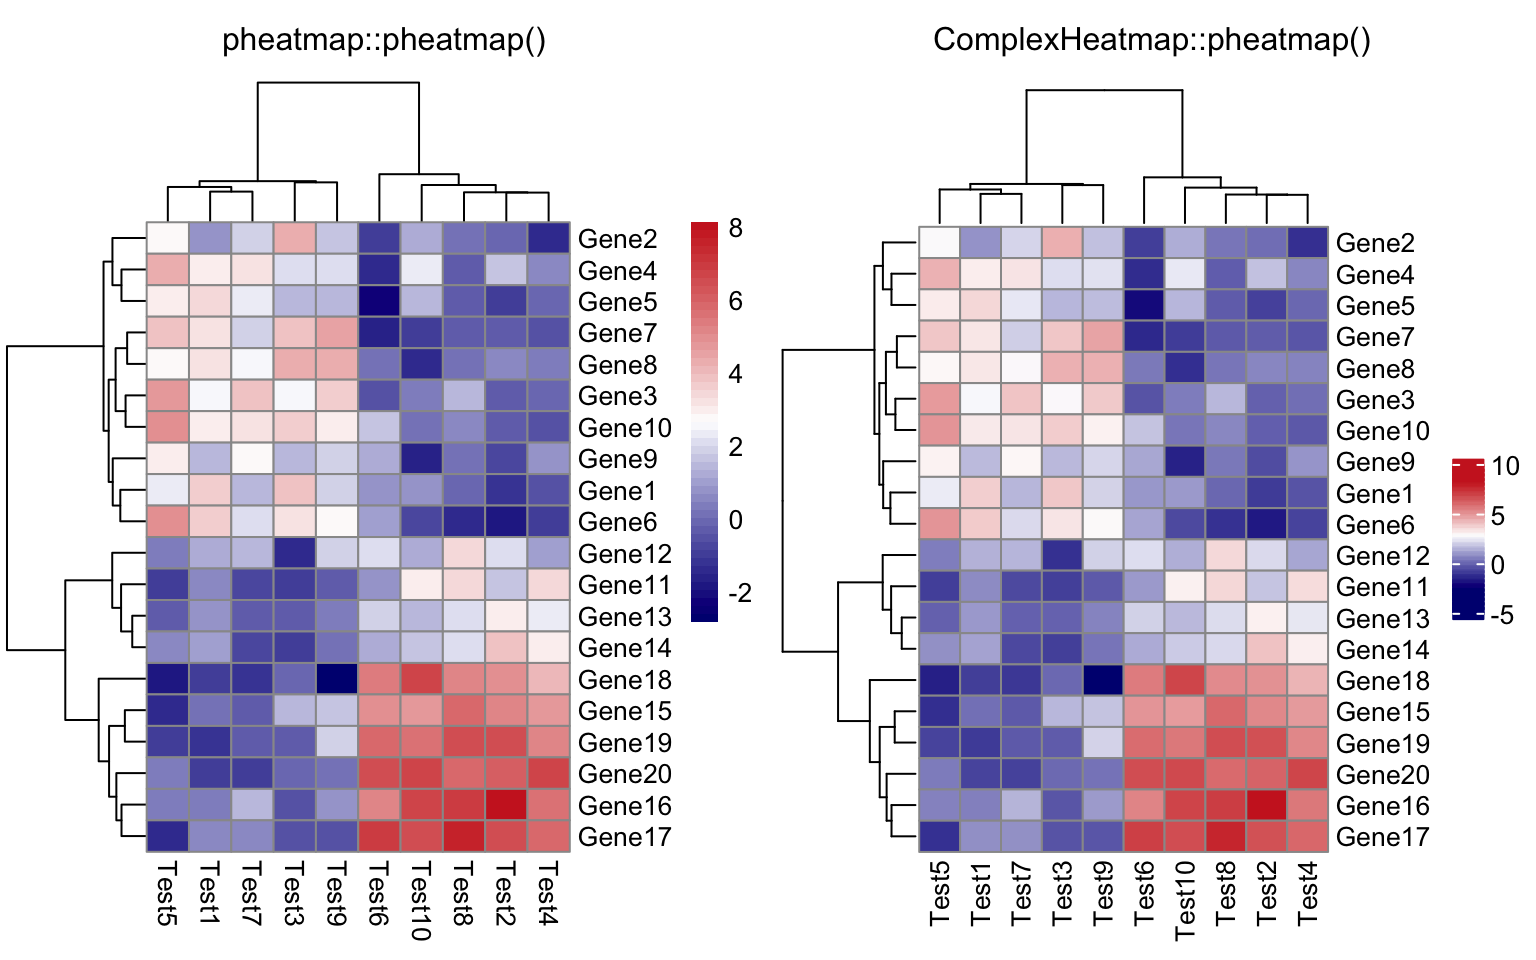 pheatmap::pheatmap()
Gene2
Gene4
Gene5
Gene7
Gene8
Gene3
Gene10
Gene9
Gene1
Gene6
Gene12
Gene11
Gene13
Gene14
Gene18
Gene15
Gene19
Gene20
Gene16
Gene17
8
6
4
2
0
-2
Test5
Test1
Test7
Test3
Test9
Test6
Test10
Test8
Test2
Test4
ComplexHeatmap::pheatmap()
Gene2
Gene4
Gene5
Gene7
Gene8
Gene3
Gene10
Gene9
Gene1
Gene6
Gene12
Gene11
Gene13
Gene14
Gene18
Gene15
Gene19
Gene20
Gene16
Gene17
10
5
0
-5
Test5
Test1
Test7
Test3
Test9
Test6
Test10
Test8
Test2
Test4